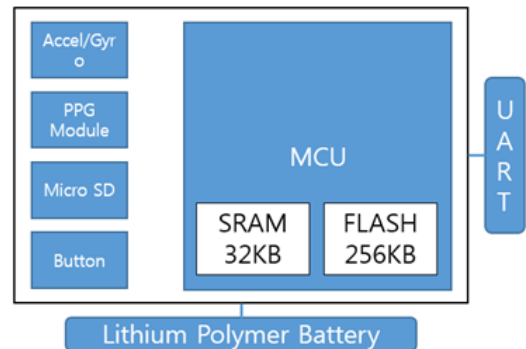 Accel/Gyr
o
PPG
Module
Micro SD
Button
MCU
SRAM
32KB
FLASH
256KB
U
A
R
T
Lithium Polymer Battery